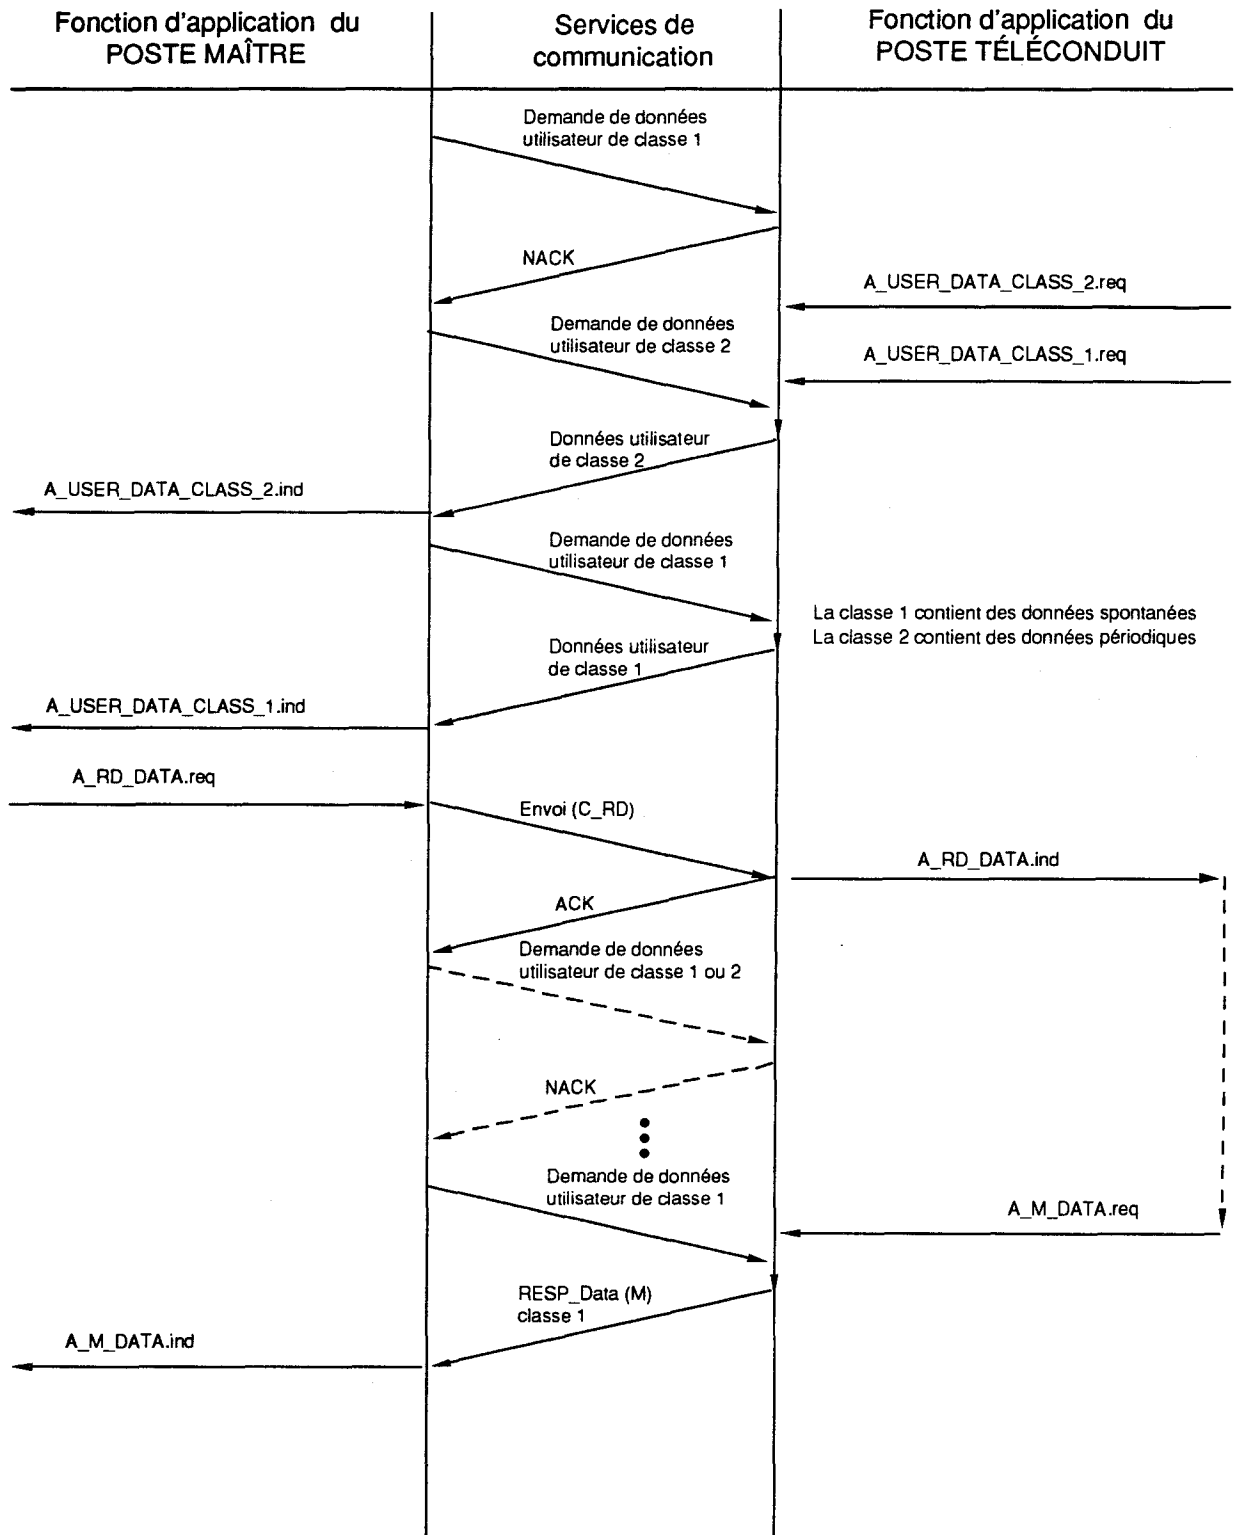 Fonction d'application du
POSTE MAÎTRE
Services de
communication
Fonction d'application du
POSTE TÉLÉCONDUIT
Demande de données
utilisateur de classe 1
NACK
A_USER_DATA_CLASS_2.req
Demande de données
utilisateur de classe 2
A_USER_DATA_CLASS_1.req
Données utilisateur
de classe 2
A_USER_DATA_CLASS_2.ind
Demande de données
utilisateur de classe 1
La classe 1 contient des données spontanées
La classe 2 contient des données périodiques
Données utilisateur
de classe 1
A_USER_DATA_CLASS_1.ind
A_RD_DATA.req
Envoi (C_RD)
A_RD_DATA.ind
ACK
Demande de données
utilisateur de classe 1 ou 2
NACK
Demande de données
utilisateur de classe 1
A_M_DATA.req
RESP_Data (M)
classe 1
A_M_DATA.ind